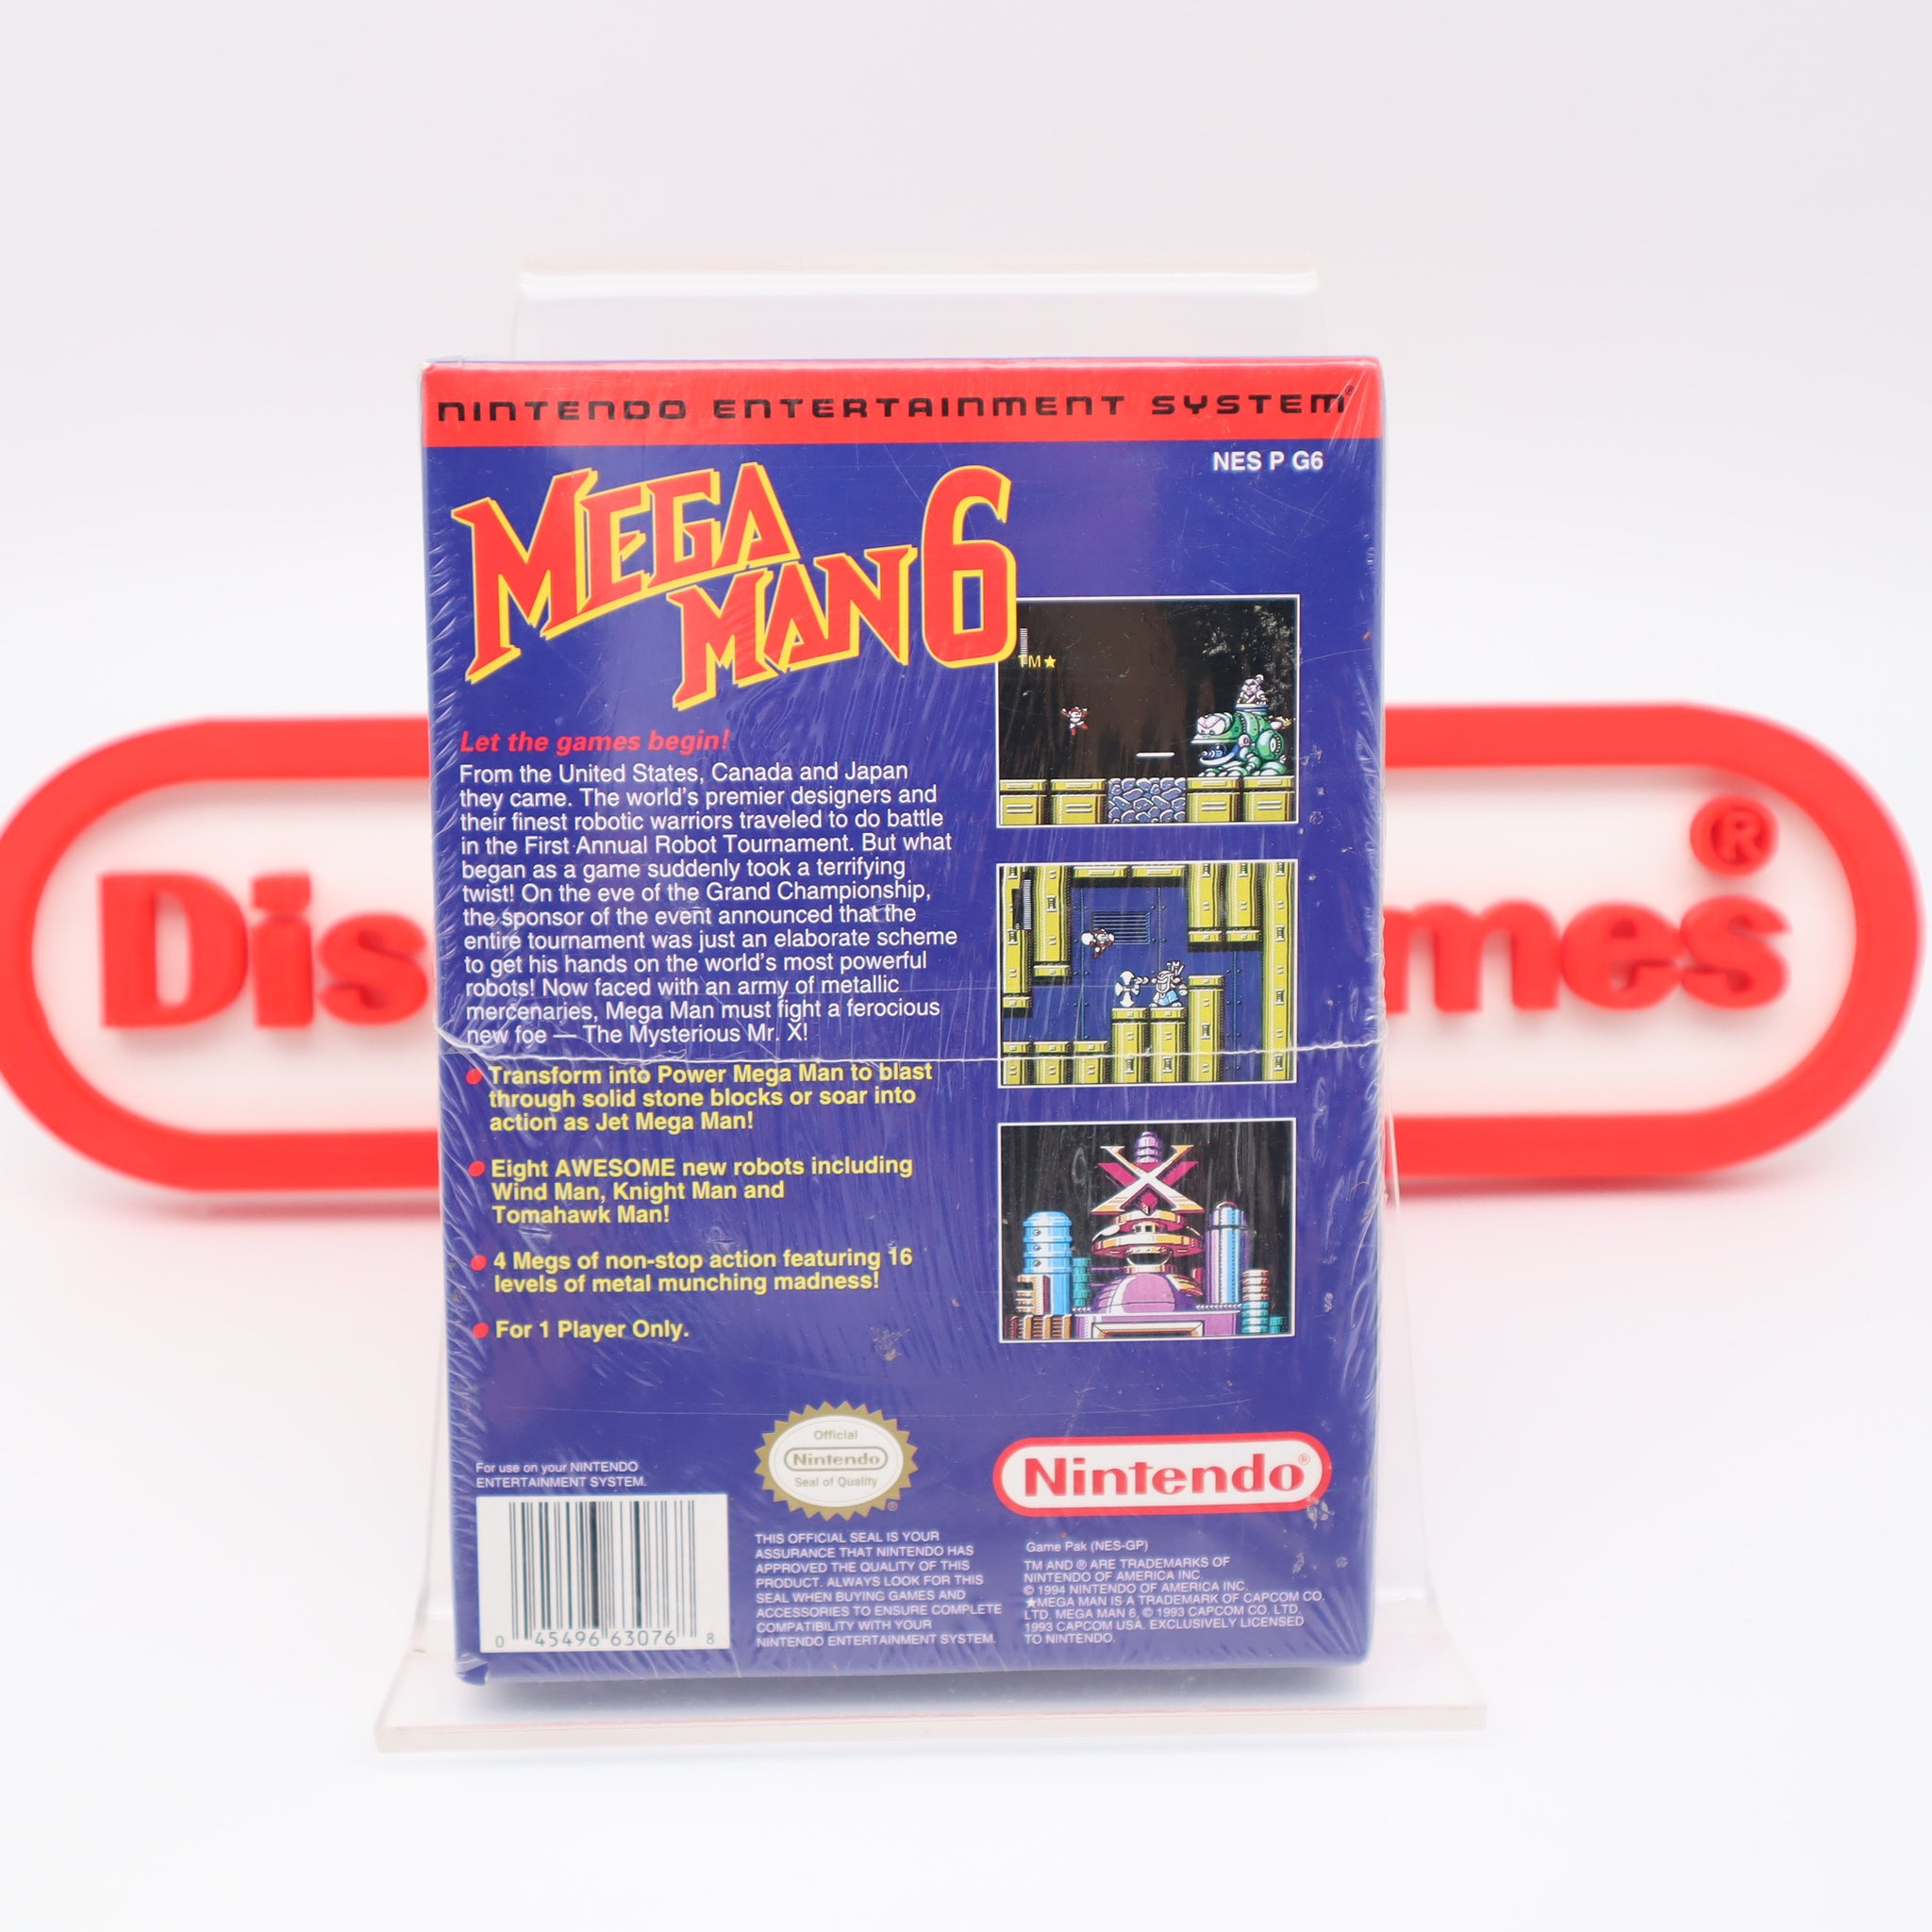 NINTENDO ENTERTAINMENT SYSTEM®
NES P G6
MEGA
MAN 6
TM★
Let the games begin!
From the United States, Canada and Japan
they came. The world's premier designers and
their finest robotic warriors traveled to do battle
in the First Annual Robot Tournament. But what
began as a game suddenly took a terrifying
twist! On the eve of the Grand Championship,
the sponsor of the event announced that the
entire tournament was just an elaborate scheme
to get his hands on the world's most powerful
robots! Now faced with an army of metallic
mercenaries, Mega Man must fight a ferocious
new foe — The Mysterious Mr. X!
Transform into Power Mega Man to blast
through solid stone blocks or soar into
action as Jet Mega Man!
Eight AWESOME new robots including
Wind Man, Knight Man and
Tomahawk Man!
4 Megs of non-stop action featuring 16
levels of metal munching madness!
For 1 Player Only.
X
For use on your NINTENDO
ENTERTAINMENT SYSTEM.
0 45496 63076 8
Official
Nintendo
Seal of Quality
®
THIS OFFICIAL SEAL IS YOUR
ASSURANCE THAT NINTENDO HAS
APPROVED THE QUALITY OF THIS
PRODUCT. ALWAYS LOOK FOR THIS
SEAL WHEN BUYING GAMES AND
ACCESSORIES TO ENSURE COMPLETE
COMPATIBILITY WITH YOUR
NINTENDO ENTERTAINMENT SYSTEM.
Nintendo®
Game Pak (NES-GP)
TM AND ® ARE TRADEMARKS OF
NINTENDO OF AMERICA INC.
© 1994 NINTENDO OF AMERICA INC.
★MEGA MAN IS A TRADEMARK OF CAPCOM CO.
LTD. MEGA MAN 6, © 1993 CAPCOM CO. LTD.
1993 CAPCOM USA. EXCLUSIVELY LICENSED
TO NINTENDO.
Dis
mes®